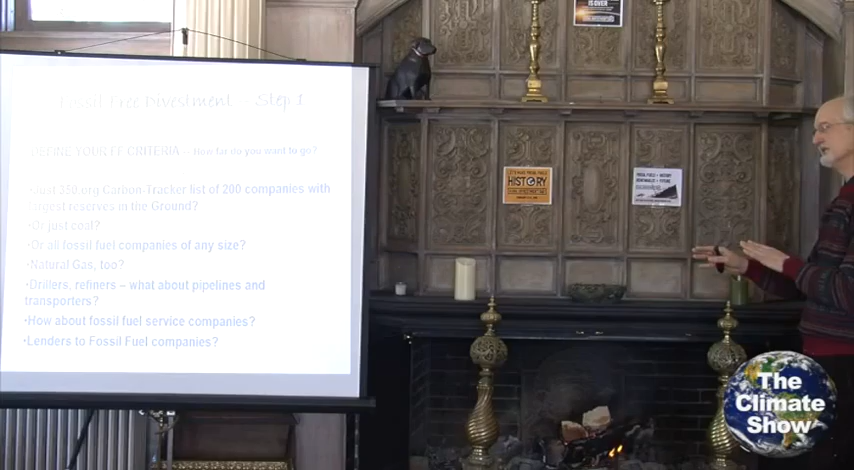 Fossil Free Divestment – Step 1
DEFINE YOUR FF CRITERIA – How far do you want to go?
•Just 350.org Carbon-Tracker list of 200 companies with
Largest reserves in the Ground?
•Or just coal?
•Or all fossil fuel companies of any size?
•Natural Gas, too?
•Drillers, refiners – what about pipelines and
transporters?
•How about fossil fuel service companies?
•Lenders to Fossil Fuel companies?
IS OVER
HISTORY
The
Climate
Show